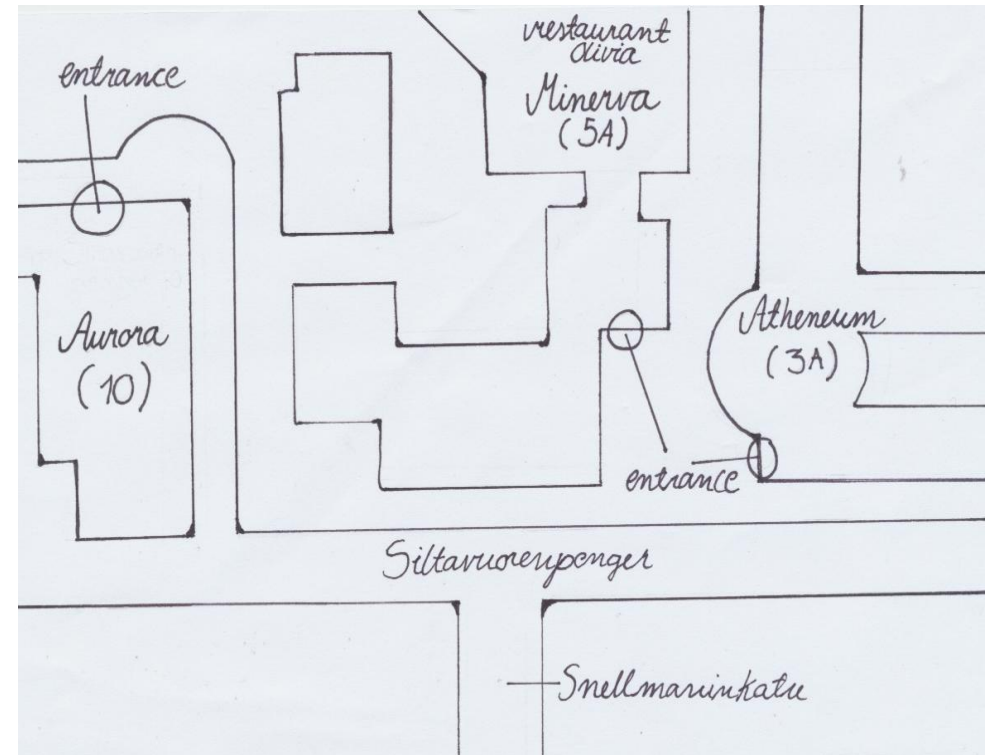 restaurant
olivia
Minerva
(5A)
entrance
Aurora
(10)
Atheneum
(3A)
entrance
Siltavuorenpenger
Snellmaninkatu